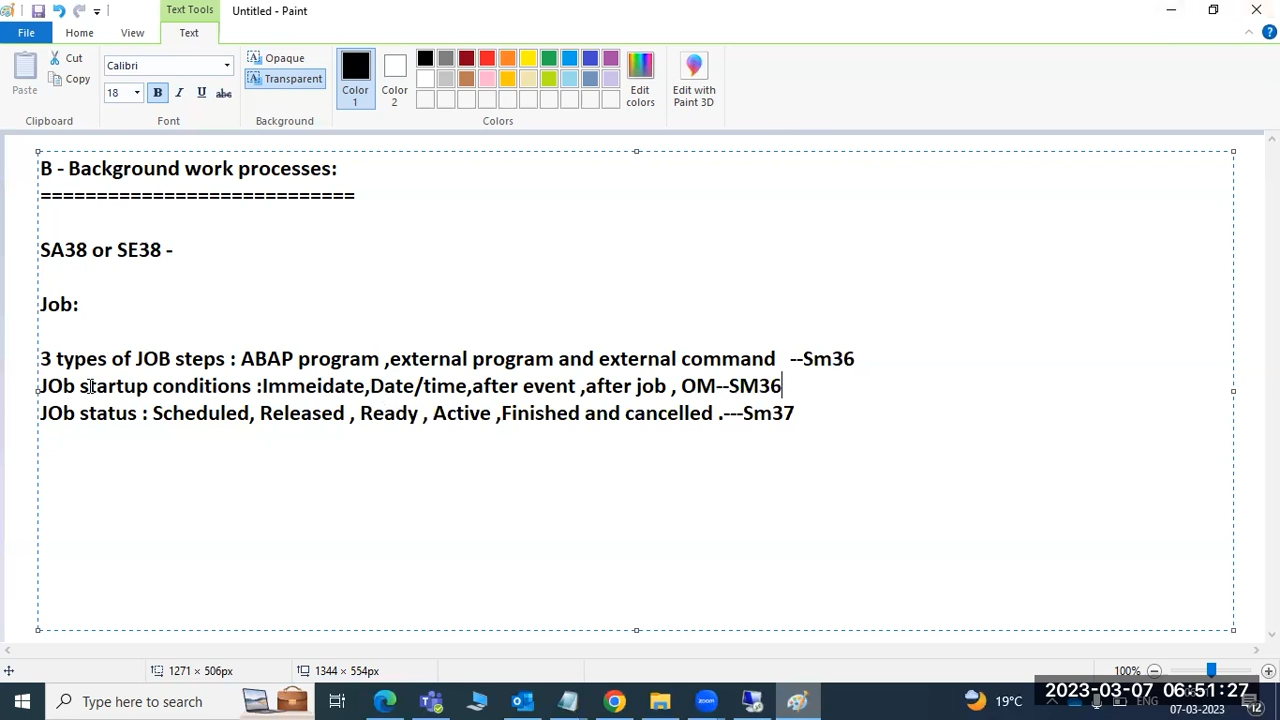 Text Tools
Untitled - Paint
File
Home
View
Text
Paste
Cut
Copy
Clipboard
Calibri
18
B
I
U
abc
Font
Opaque
Transparent
Background
Color
1
Color
2
Edit
colors
Colors
Edit with
Paint 3D
B - Background work processes:
============================
SA38 or SE38 -
Job:
3 types of JOB steps : ABAP program ,external program and external command --Sm36
JOb startup conditions :Immeidate,Date/time,after event ,after job , OM--SM36
JOb status : Scheduled, Released , Ready , Active ,Finished and cancelled .---Sm37
1271 × 506px
1344 × 554px
100%
Type here to search
zoom
19°C
ENG
2023-03-07 06:51:27
07-03-2023
12